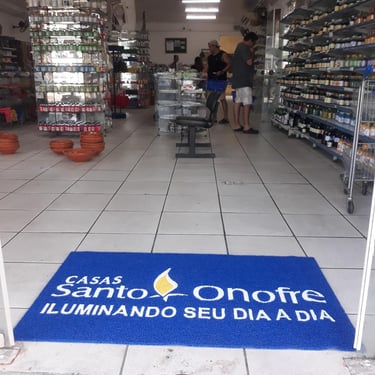 CASAS
Santo Onofre
ILUMINANDO SEU DIA A DIA